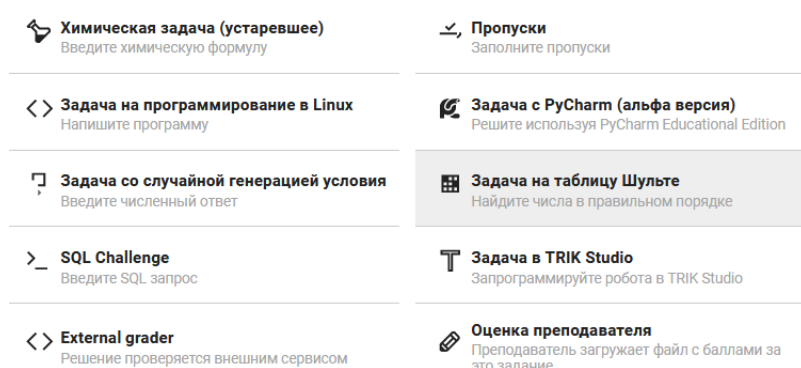 Химическая задача (устаревшее)
Введите химическую формулу
Пропуски
Заполните пропуски
Задача на программирование в Linux
Напишите программу
Задача с PyCharm (альфа версия)
Решите используя PyCharm Educational Edition
Задача со случайной генерацией условия
Введите численный ответ
Задача на таблицу Шульте
Найдите числа в правильном порядке
SQL Challenge
Введите SQL запрос
Задача в TRIK Studio
Запрограммируйте робота в TRIK Studio
External grader
Решение проверяется внешним сервисом
Оценка преподавателя
Преподаватель загружает файл с баллами за
это задание